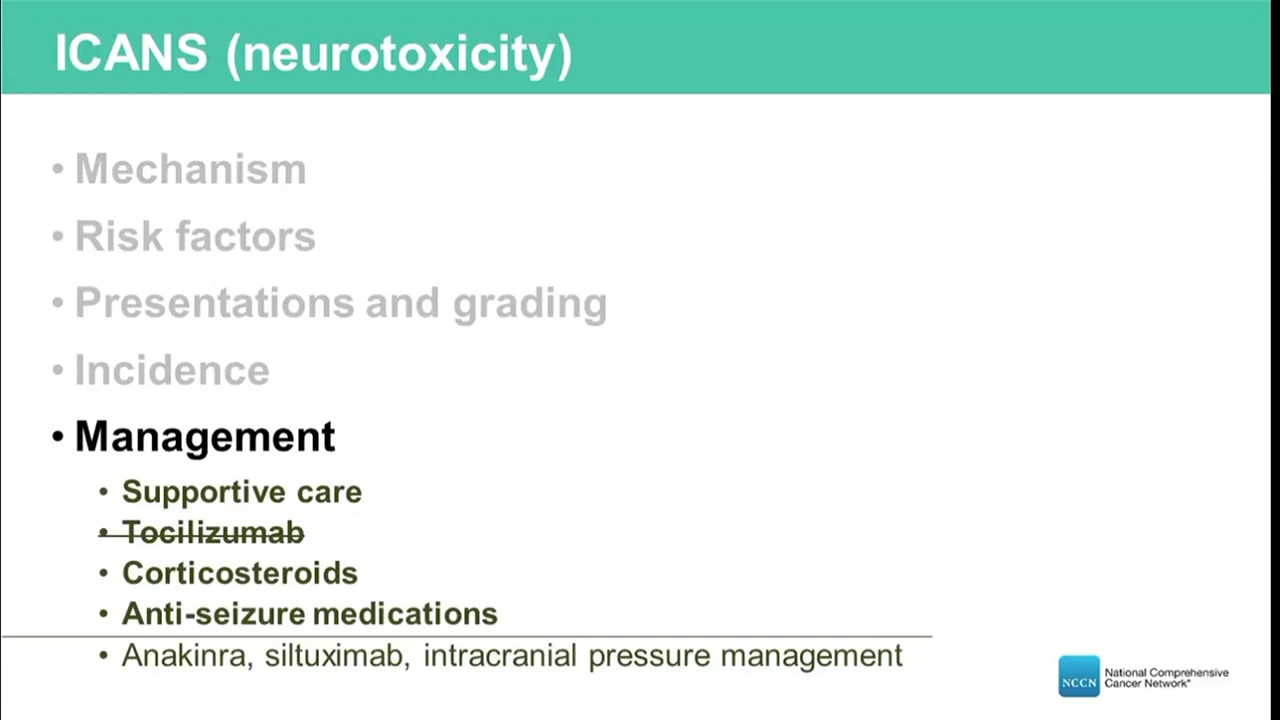 ICANS (neurotoxicity)
• Mechanism
• Risk factors
• Presentations and grading
• Incidence
• Management
• Supportive care
• Tocilizumab
• Corticosteroids
• Anti-seizure medications
• Anakinra, siltuximab, intracranial pressure management
NCCN
National Comprehensive
Cancer Network®